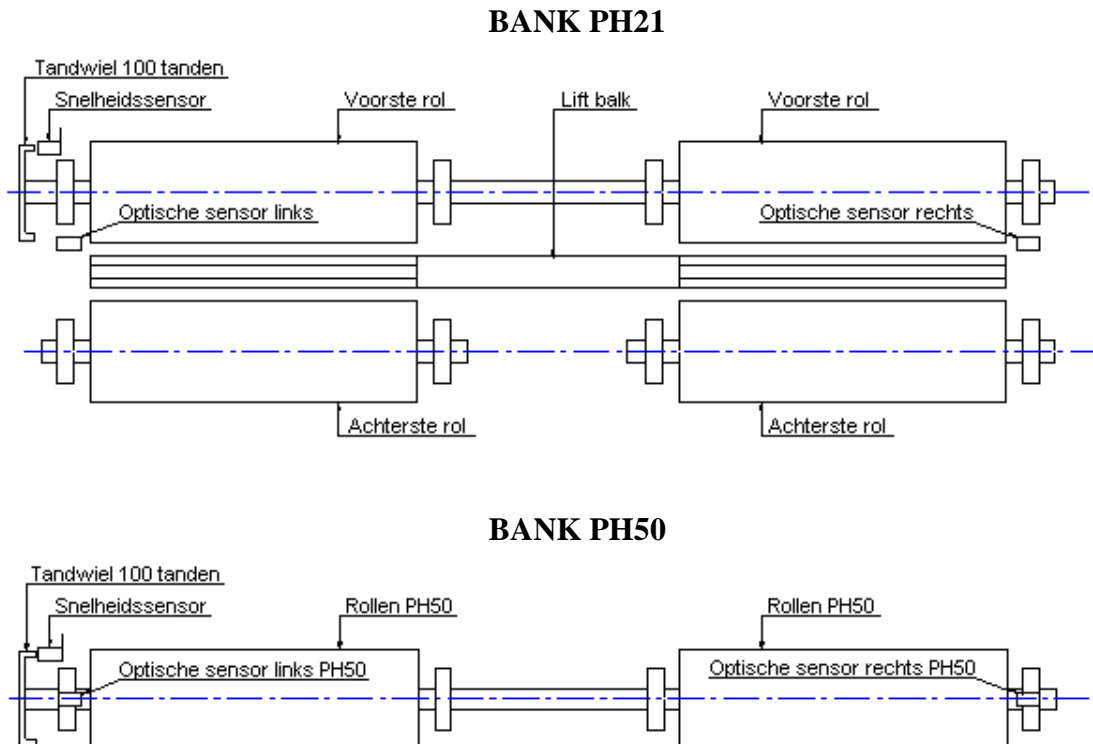 BANK PH21
Tandwiel 100 tanden
Snelheidssensor
Voorste rol
Lift balk
Voorste rol
Optische sensor links
Optische sensor rechts
Achterste rol
Achterste rol
BANK PH50
Tandwiel 100 tanden
Snelheidssensor
Rollen PH50
Rollen PH50
Optische sensor links PH50
Optische sensor rechts PH50